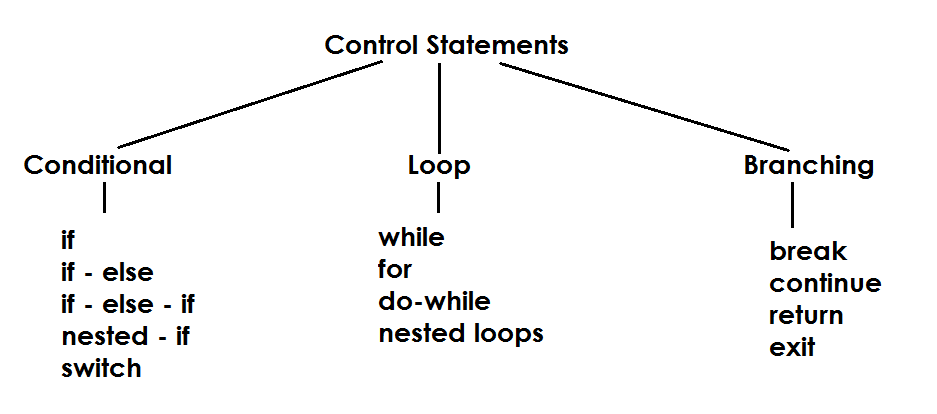 Control Statements
Conditional
if
if - else
if - else - if
nested - if
switch
Loop
while
for
do-while
nested loops
Branching
break
continue
return
exit